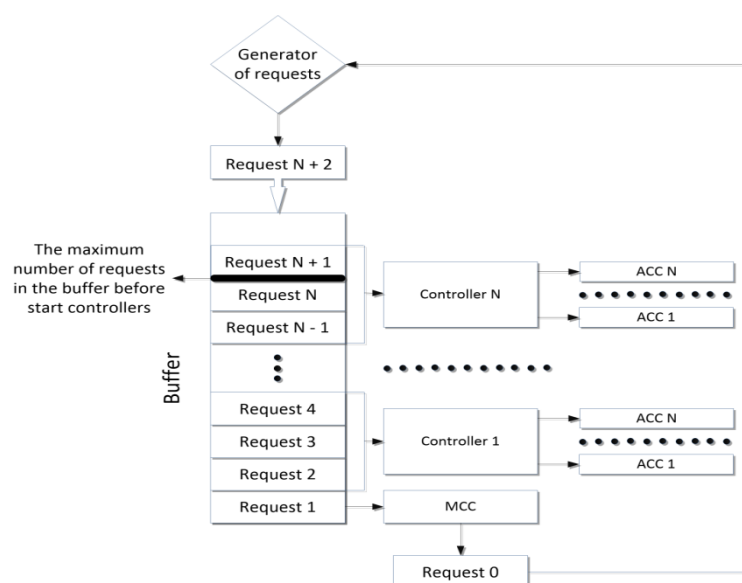 Generator
of requests
Request N + 2
The maximum
number of requests
in the buffer before
start controllers
Buffer
Request N + 1
Request N
Request N - 1
Request 4
Request 3
Request 2
Request 1
Controller N
ACC N
ACC 1
Controller 1
ACC N
ACC 1
MCC
Request 0